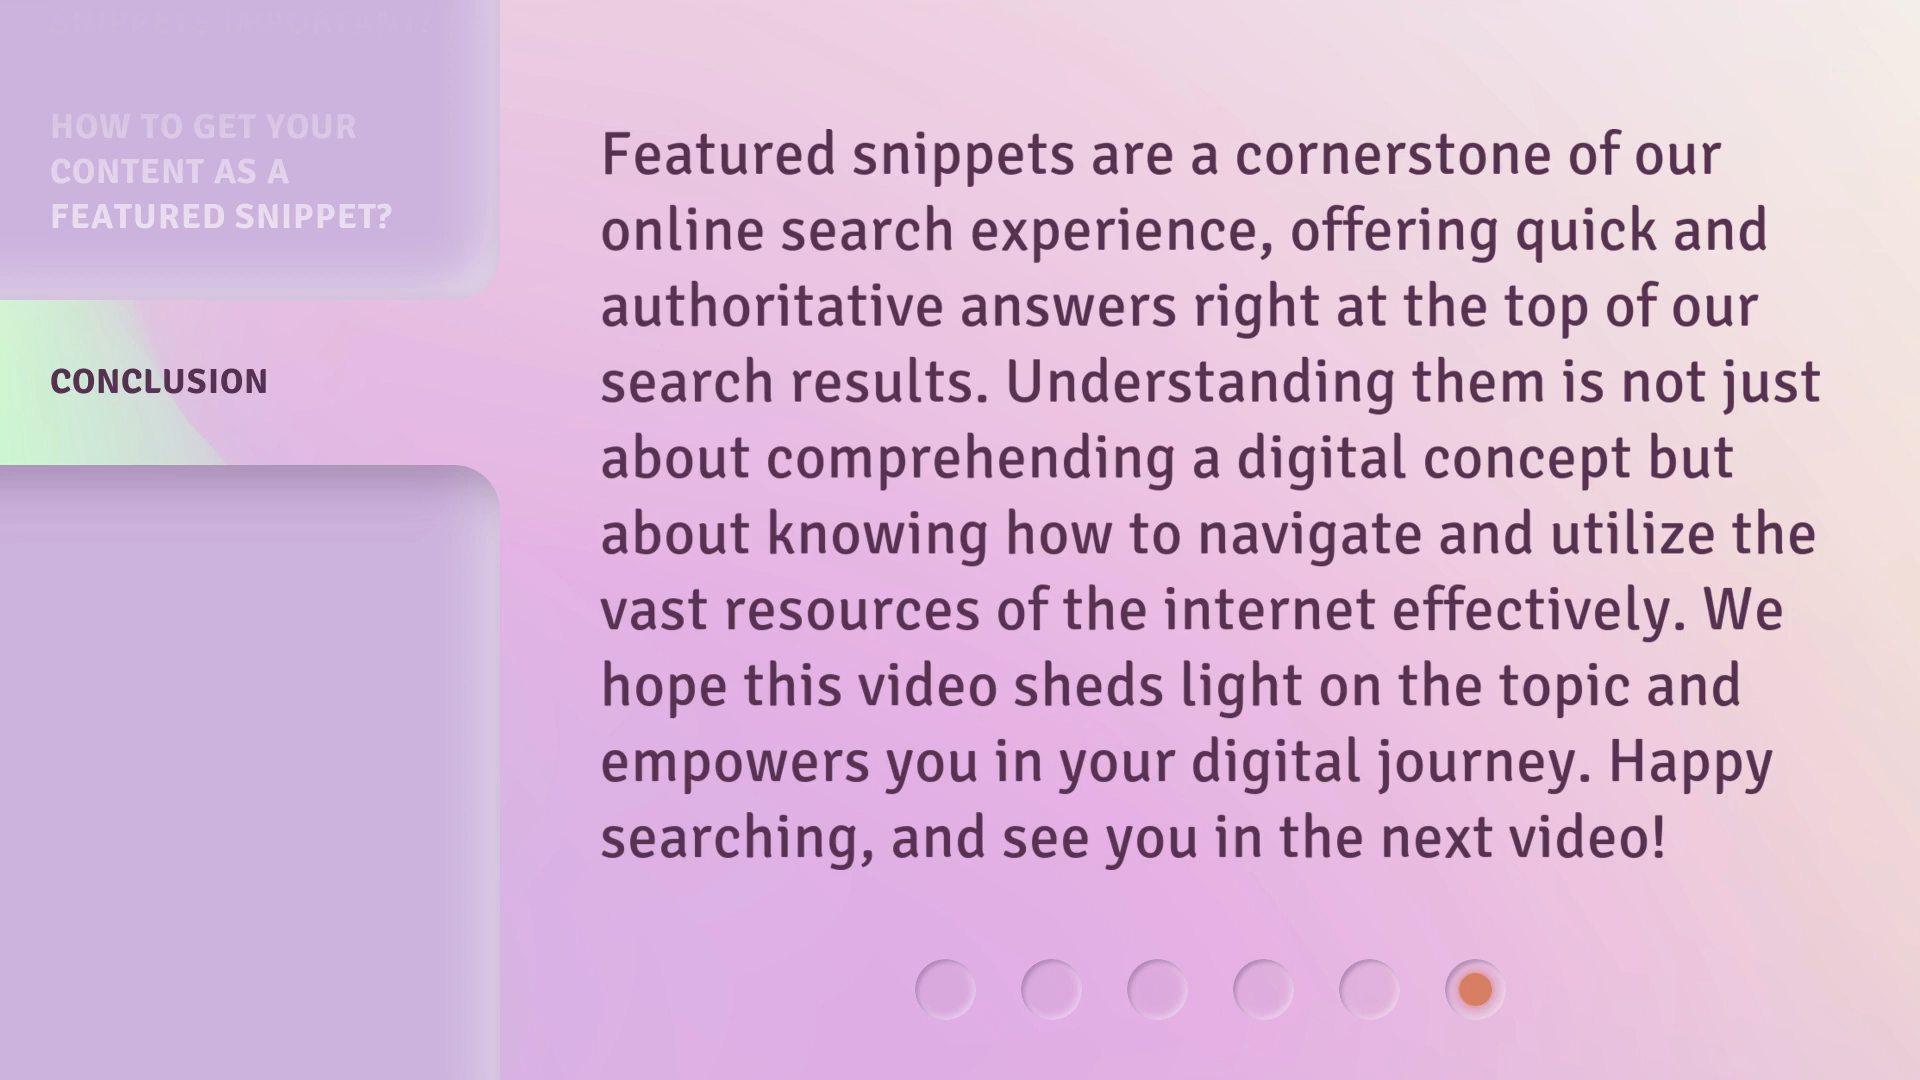 SNIPPETS IMPORTANT?
HOW TO GET YOUR
CONTENT AS A
FEATURED SNIPPET?
CONCLUSION
Featured snippets are a cornerstone of our
online search experience, offering quick and
authoritative answers right at the top of our
search results. Understanding them is not just
about comprehending a digital concept but
about knowing how to navigate and utilize the
vast resources of the internet effectively. We
hope this video sheds light on the topic and
empowers you in your digital journey. Happy
searching, and see you in the next video!